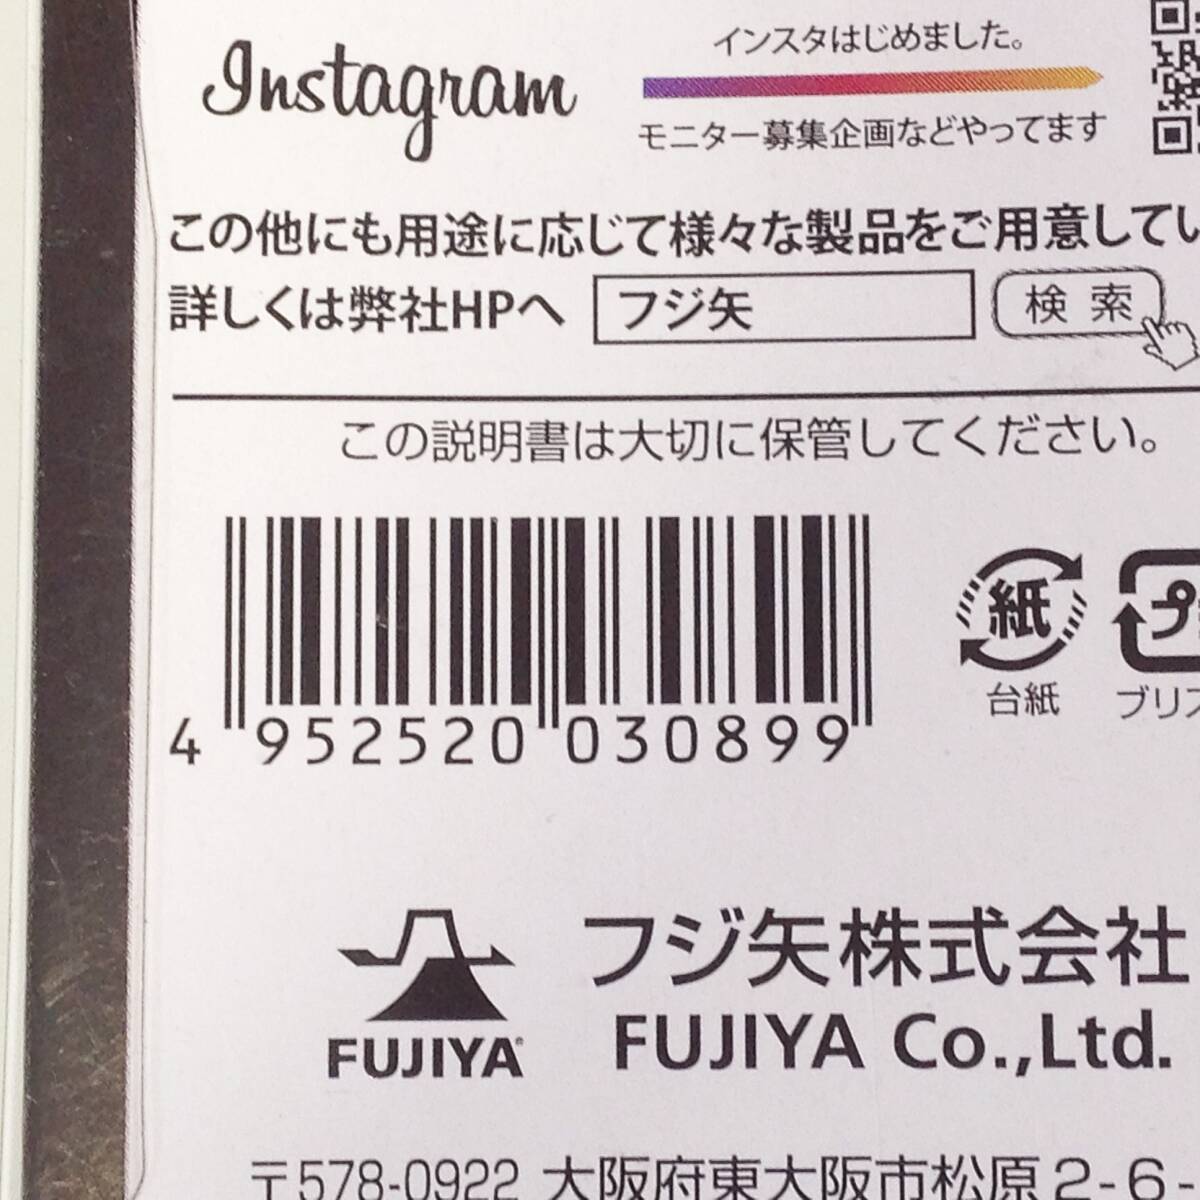 Instagram
インスタはじめました。
モニター募集企画などやってます
この他にも用途に応じて様々な製品をご用意してい
詳しくは弊社HPへ フジ矢 検 索
この説明書は大切に保管してください。
4 952520 030899
紙
台紙
プ
ブリス
フジ矢株式会社
FUJIYA
FUJIYA Co.,Ltd.
〒578-0922 大阪府東大阪市松原2-6-